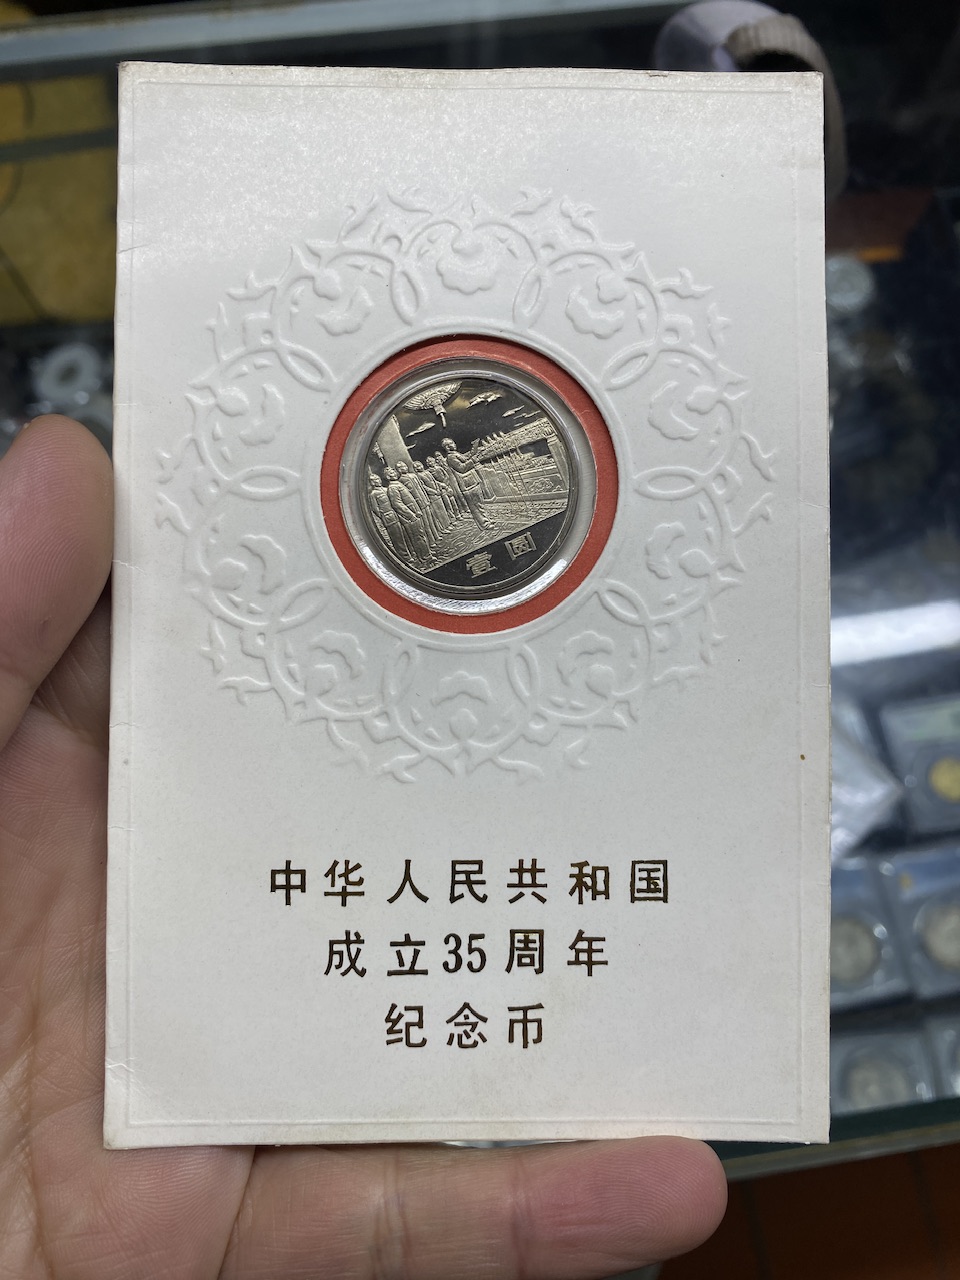 壹圆
中华人民共和国
成立35周年
纪念币